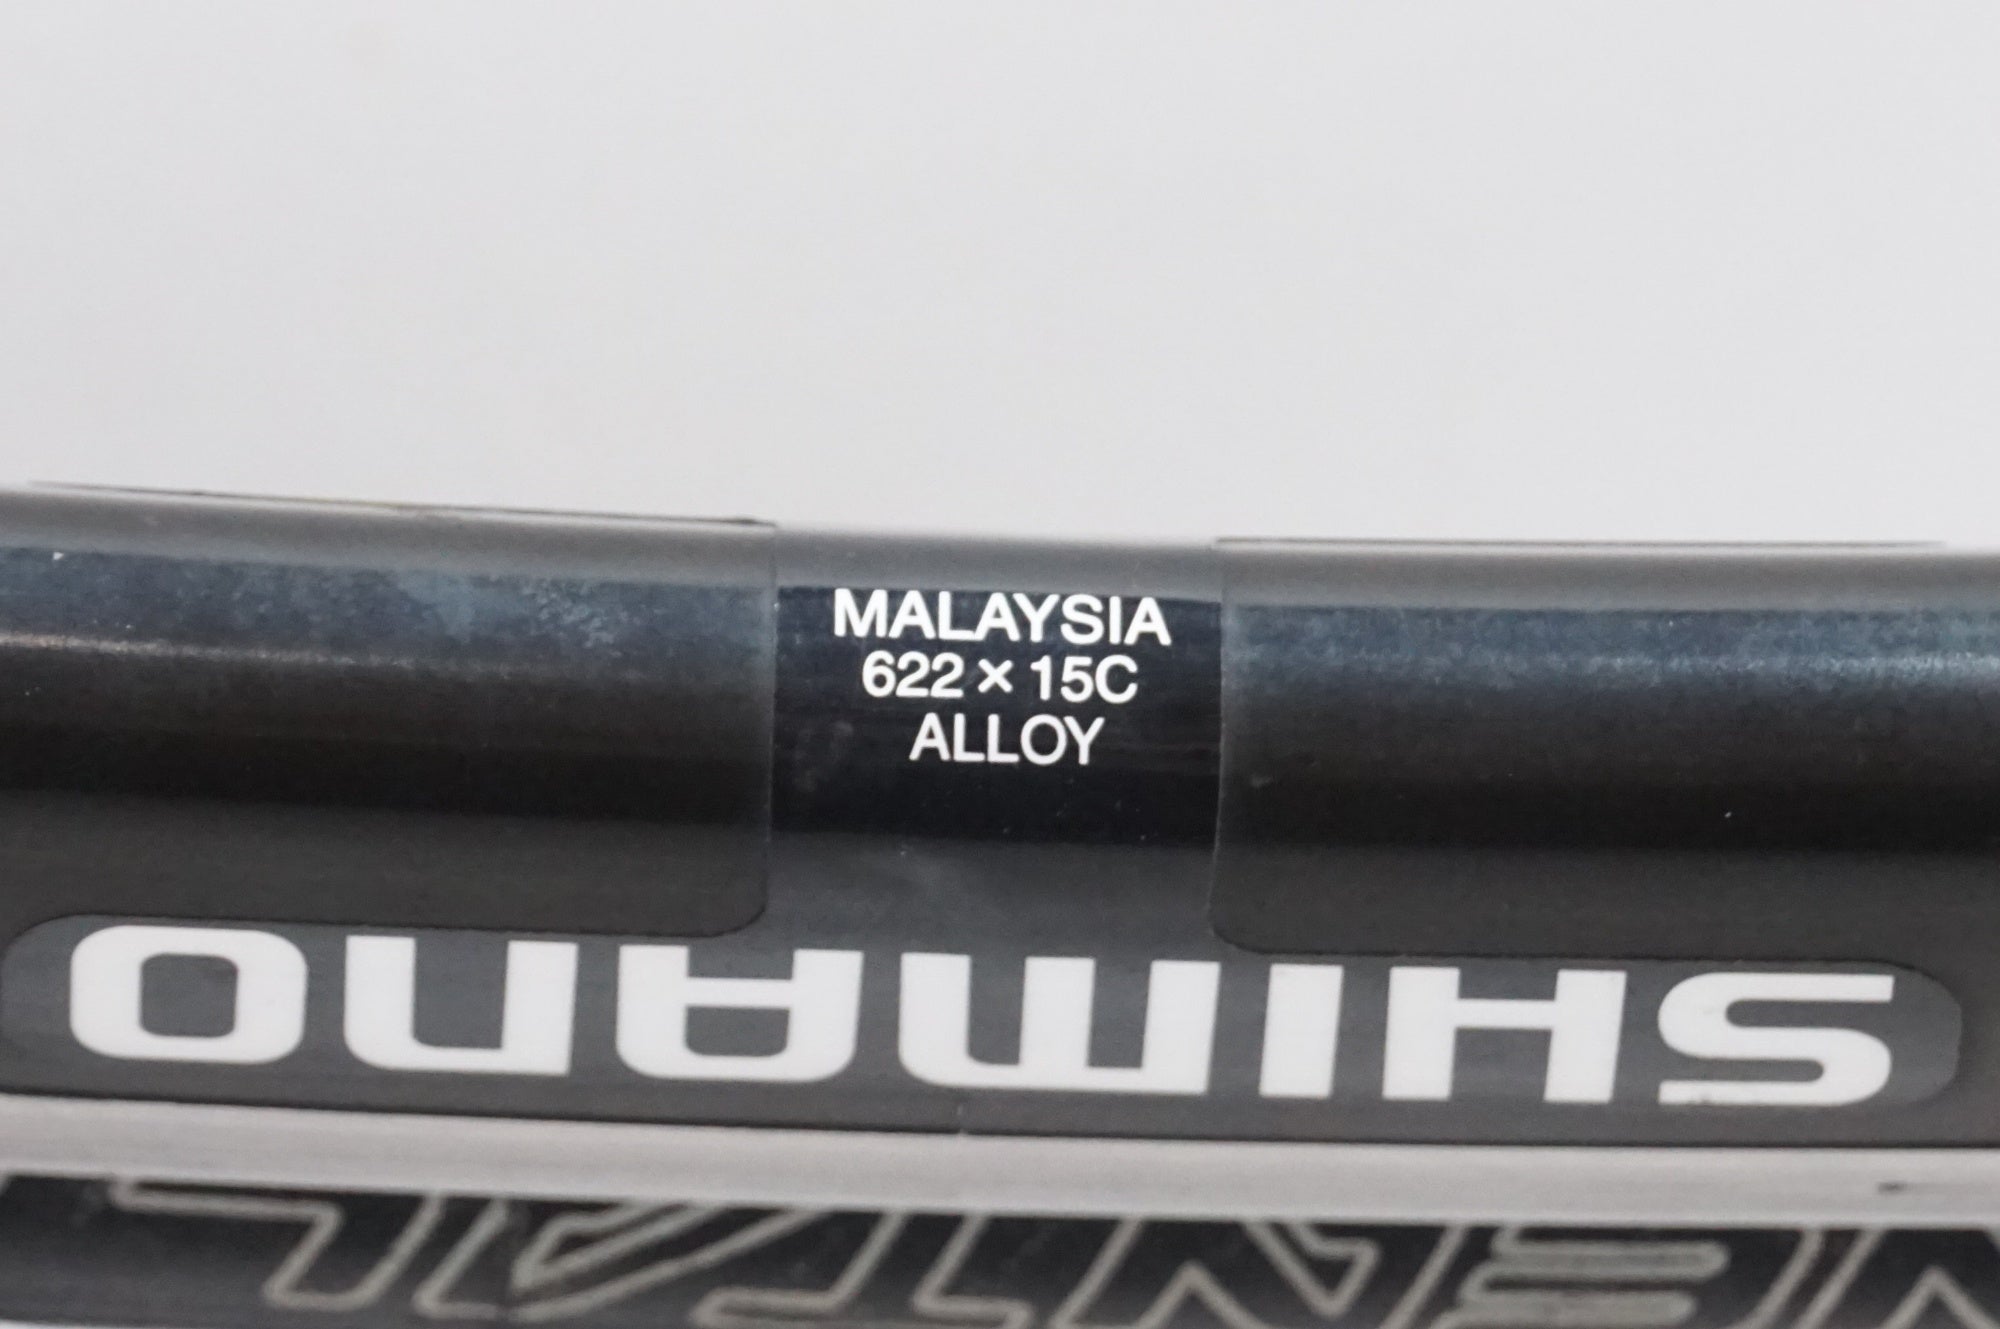 MALAYSIA
622 × 15C
ALLOY
SHIMANO